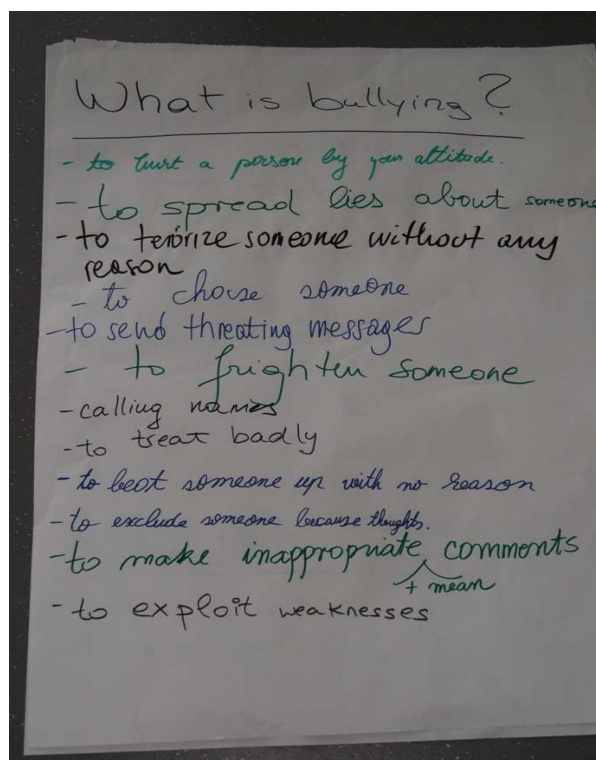 What is bullying?
- to hurt a person by your attitude.
- to spread lies about someone
- to terörize someone without any
reason
- to choose someone
- to send threating messages
- to frighten someone
- calling names
- to treat badly
- to beat someone up with no reason
- to exclude someone because thoughts.
- to make inappropriate comments
+ mean
- to exploit weaknesses